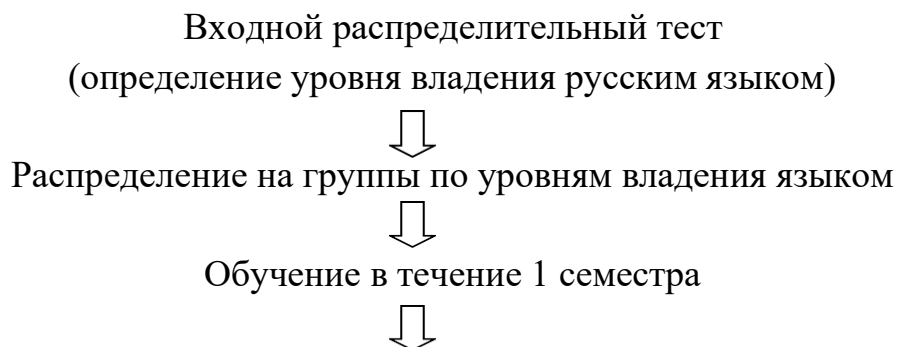 Входной распределительный тест
(определение уровня владения русским языком)
Распределение на группы по уровням владения языком
Обучение в течение 1 семестра